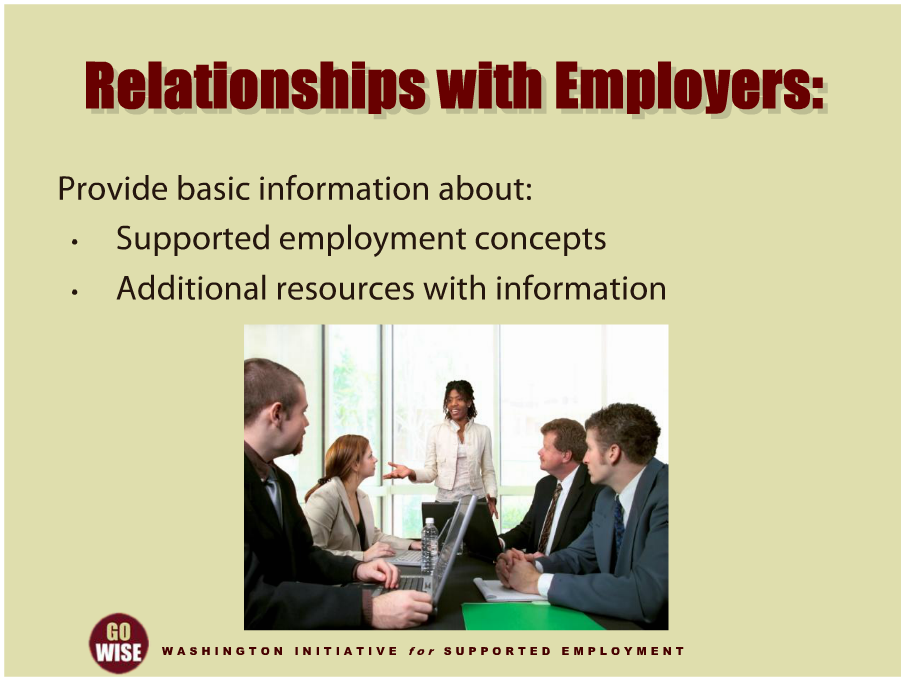 Relationships with Employers:
Provide basic information about:
• Supported employment concepts
• Additional resources with information
GO
WISE
WASHINGTON INITIATIVE for SUPPORTED EMPLOYMENT